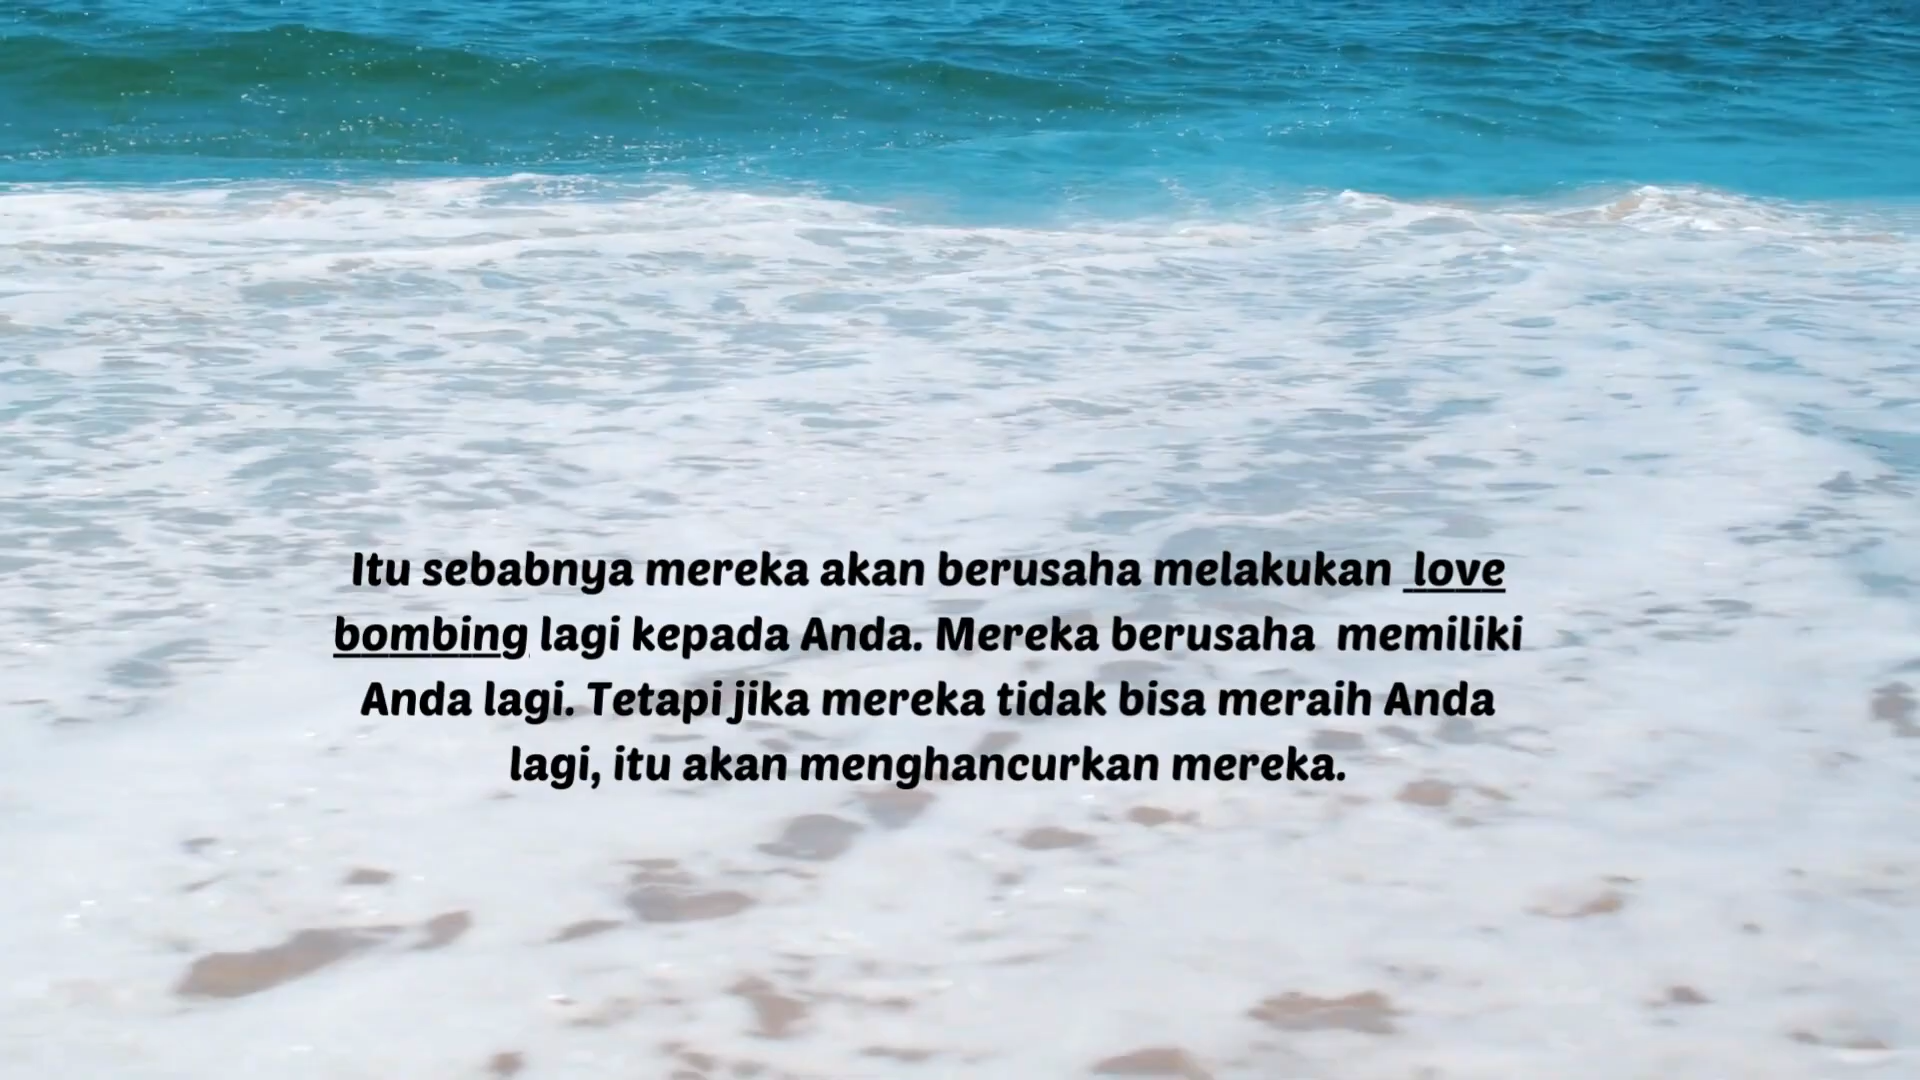 Itu sebabnya mereka akan berusaha melakukan love
bombing lagi kepada Anda. Mereka berusaha memiliki
Anda lagi. Tetapi jika mereka tidak bisa meraih Anda
lagi, itu akan menghancurkan mereka.